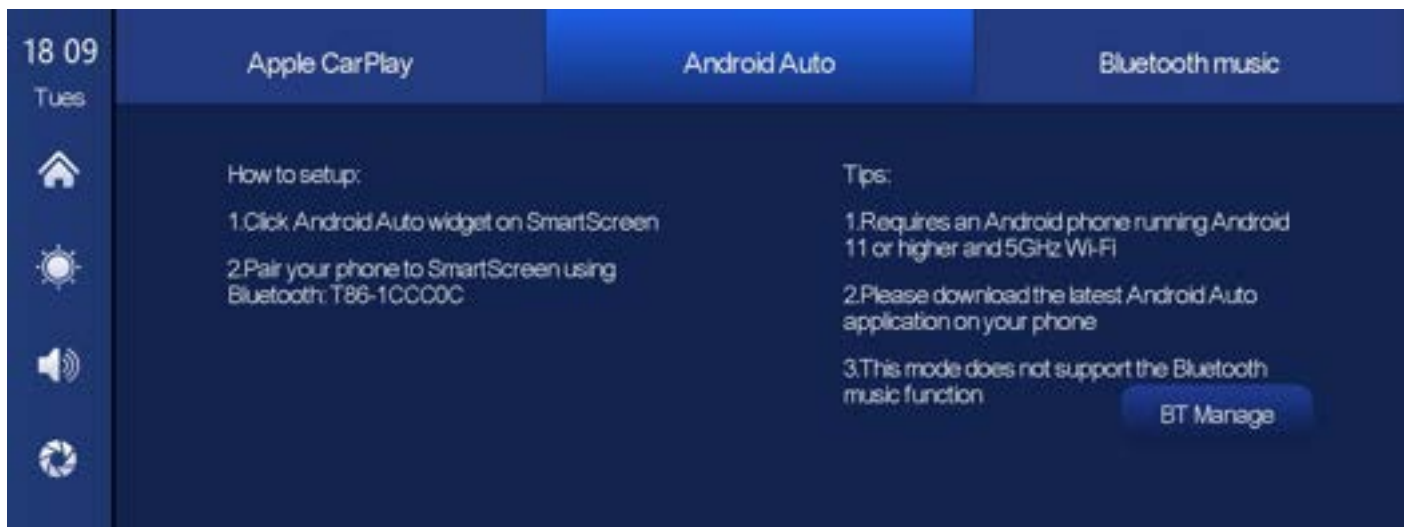 18 09
Tues
Apple CarPlay
Android Auto
Bluetooth music
How to setup:
1.Click Android Auto widget on SmartScreen
2.Pair your phone to SmartScreen using
Bluetooth: T86-1CCC0C
Tips:
1.Requires an Android phone running Android
11 or higher and 5GHz Wi-Fi
2.Please download the latest Android Auto
application on your phone
3.This mode does not support the Bluetooth
music function
BT Manage